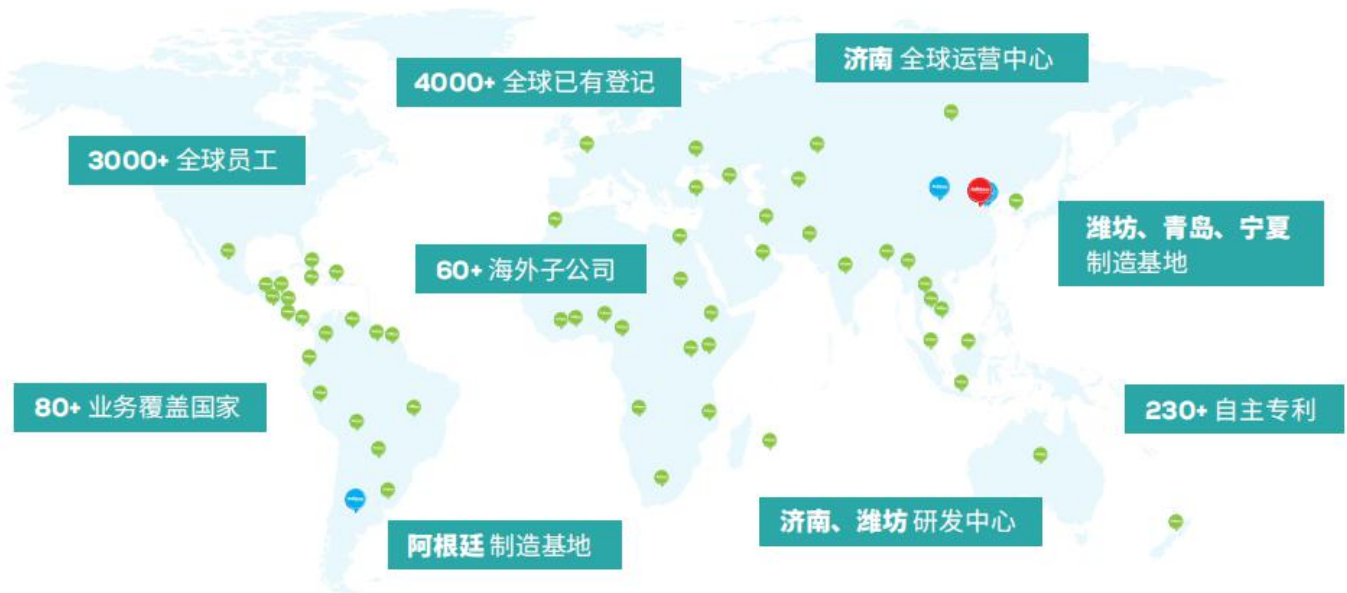 济南 全球运营中心
4000+ 全球已有登记
3000+ 全球员工
潍坊、青岛、宁夏
制造基地
60+ 海外子公司
80+ 业务覆盖国家
230+ 自主专利
济南、潍坊 研发中心
阿根廷 制造基地